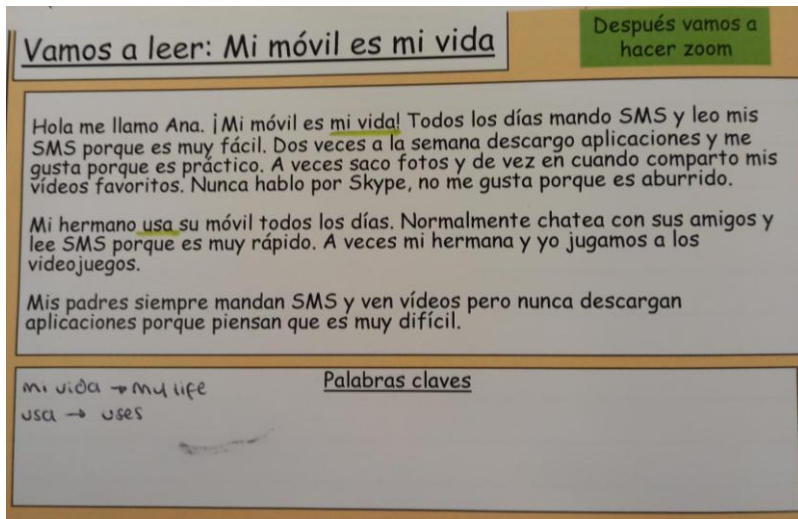 Vamos a leer: Mi móvil es mi vida
Después vamos a
hacer zoom
Hola me llamo Ana. ¡Mi móvil es mi vida! Todos los días mando SMS y leo mis
SMS porque es muy fácil. Dos veces a la semana descargo aplicaciones y me
gusta porque es práctico. A veces saco fotos y de vez en cuando comparto mis
vídeos favoritos. Nunca hablo por Skype, no me gusta porque es aburrido.
Mi hermano usa su móvil todos los días. Normalmente chatea con sus amigos y
lee SMS porque es muy rápido. A veces mi hermana y yo jugamos a los
videojuegos.
Mis padres siempre mandan SMS y ven vídeos pero nunca descargan
aplicaciones porque piensan que es muy difícil.
Palabras claves
mi vida → my life
usa → uses